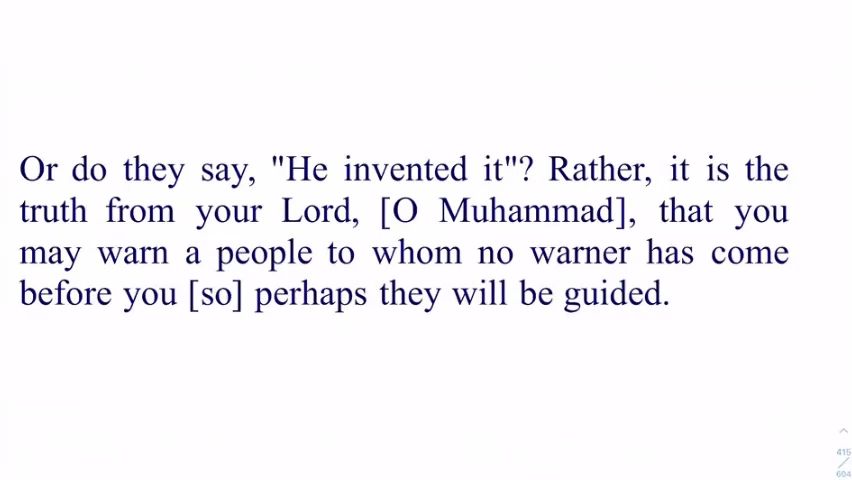 Or do they say, "He invented it"? Rather, it is the
truth from your Lord, [O Muhammad], that you
may warn a people to whom no warner has come
before you [so] perhaps they will be guided.
415
/
604